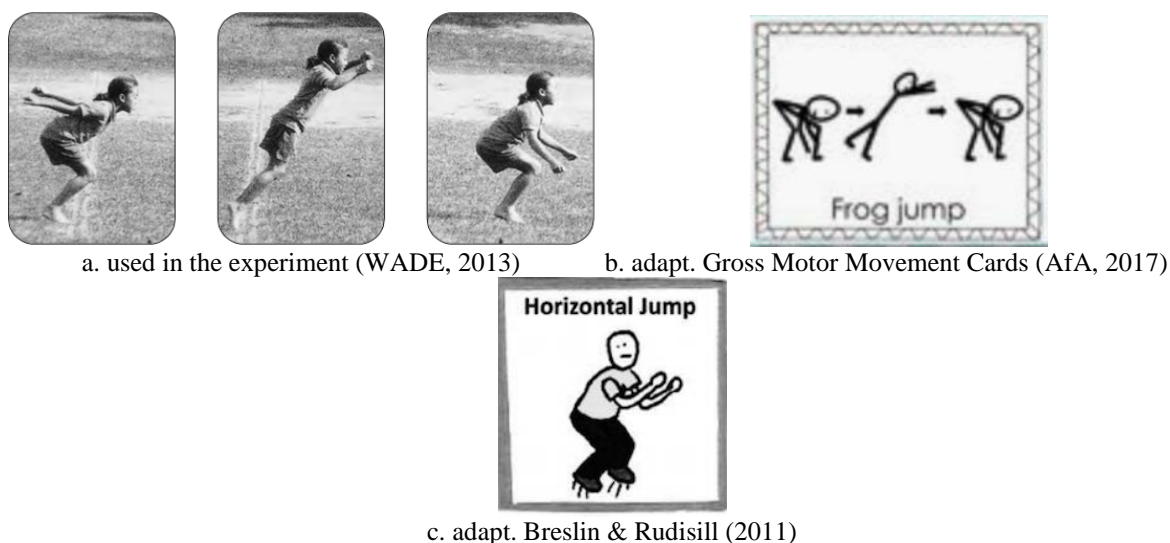 Frog jump
a. used in the experiment (WADE, 2013)
b. adapt. Gross Motor Movement Cards (AfA, 2017)
Horizontal Jump
c. adapt. Breslin & Rudisill (2011)